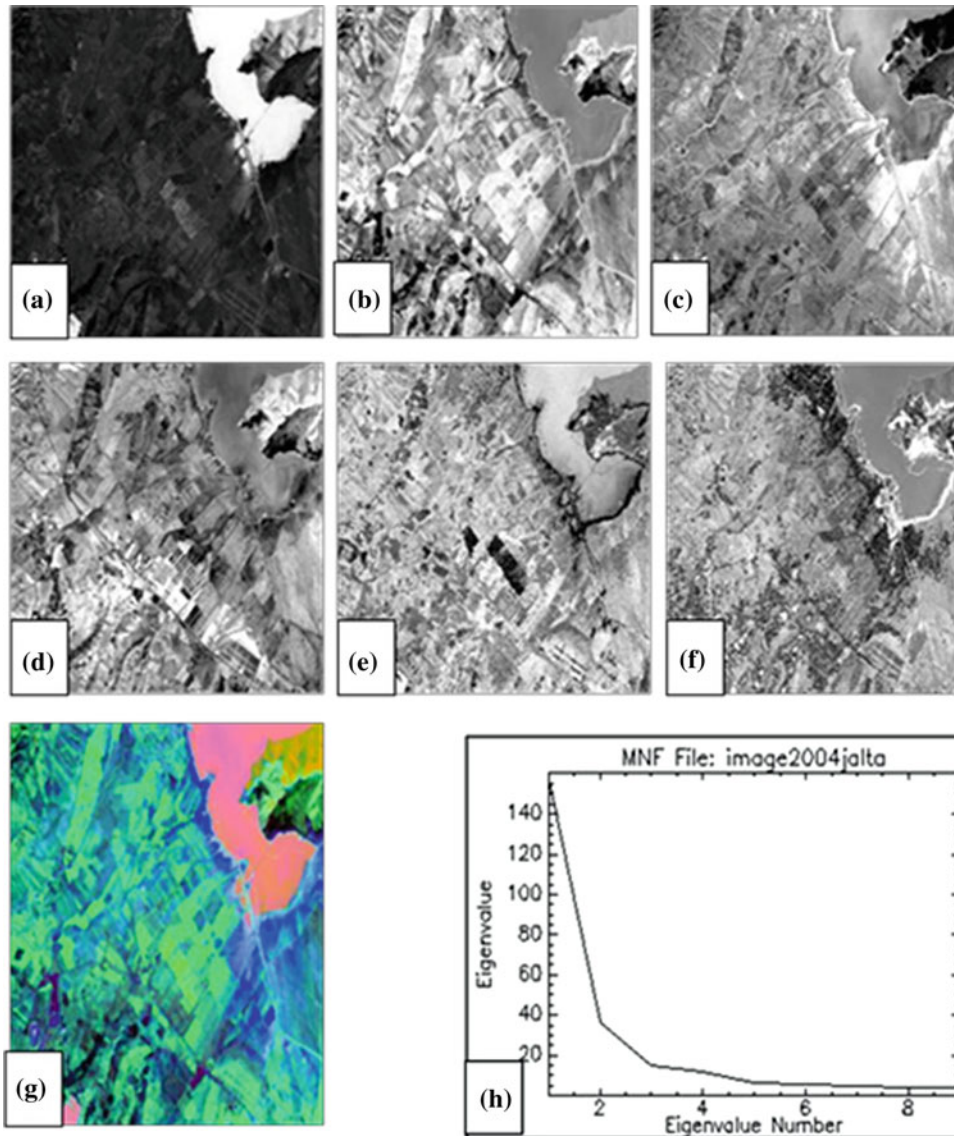 (a)
(b)
(c)
(d)
(e)
(f)
(g)
(h)
MNF File: image2004jalta
Eigenvalue
140
120
100
80
60
40
20
2 4 6 8
Eigenvalue Number